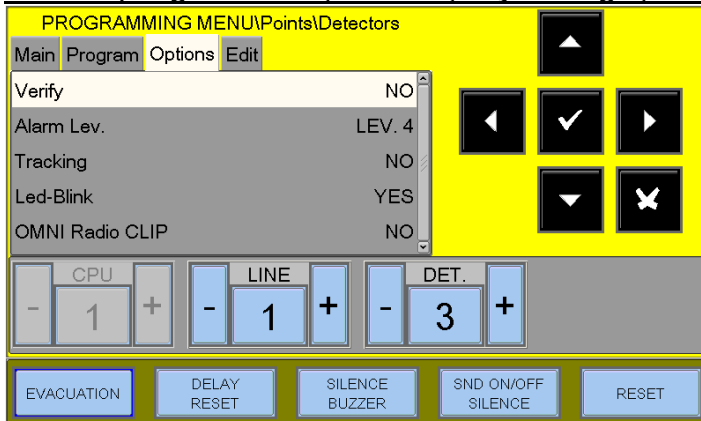 PROGRAMMING MENU\Points\Detectors
Main Program Options Edit
Verify NO
Alarm Lev. LEV. 4
Tracking NO
Led-Blink YES
OMNI Radio CLIP NO
CPU LINE DET.
- 1 + - 1 + - 3 +
EVACUATION DELAY RESET SILENCE BUZZER SND ON/OFF SILENCE RESET